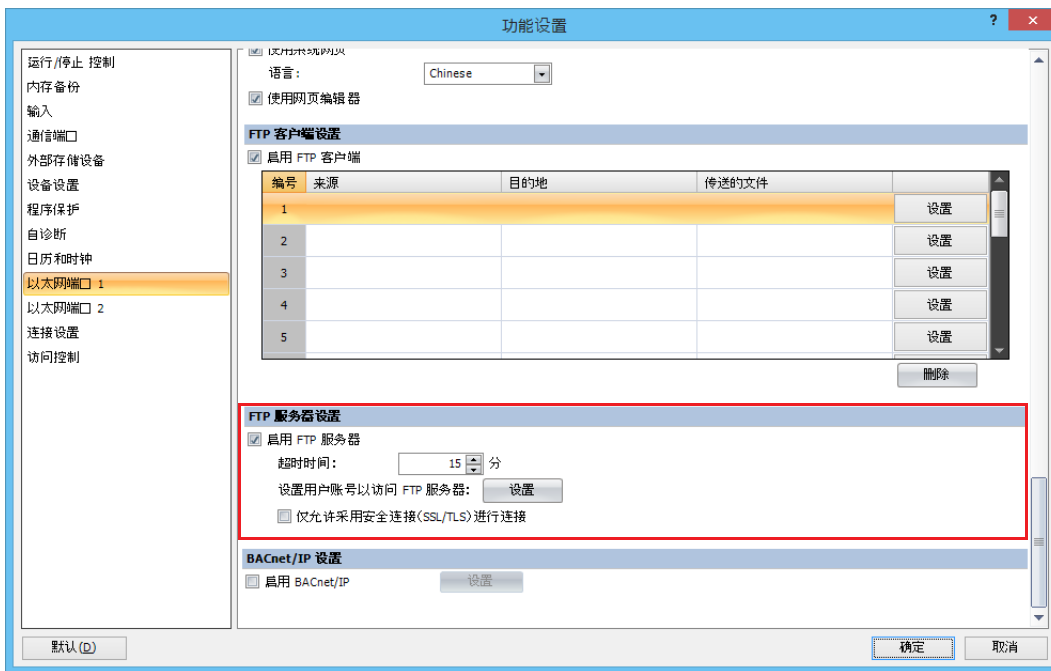 功能设置
?
×
运行/停止 控制
内存备份
输入
通信端口
外部存储设备
设备设置
程序保护
自诊断
日历和时钟
以太网端口 1
以太网端口 2
连接设置
访问控制
使用系统网页
语言: Chinese
使用网页编辑器
FTP 客户端设置
启用 FTP 客户端
编号 来源 目的地 传送的文件
1 设置
2 设置
3 设置
4 设置
5 设置
删除
FTP 服务器设置
启用 FTP 服务器
超时时间: 15 分
设置用户账号以访问 FTP 服务器: 设置
仅允许采用安全连接(SSL/TLS)进行连接
BACnet/IP 设置
启用 BACnet/IP 设置
默认(D) 确定 取消